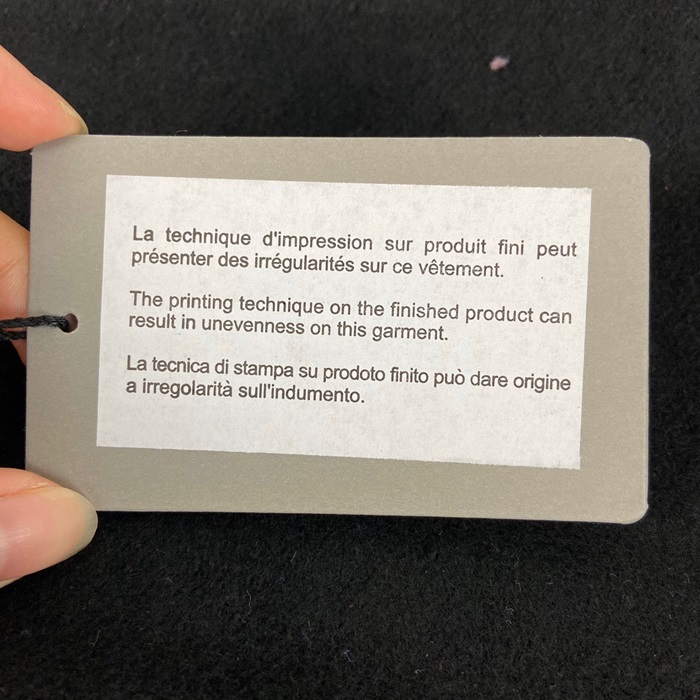 La technique d'impression sur produit fini peut
présenter des irrégularités sur ce vêtement.
The printing technique on the finished product can
result in unevenness on this garment.
La tecnica di stampa su prodoto finito può dare origine
a irregolarità sull'indumento.